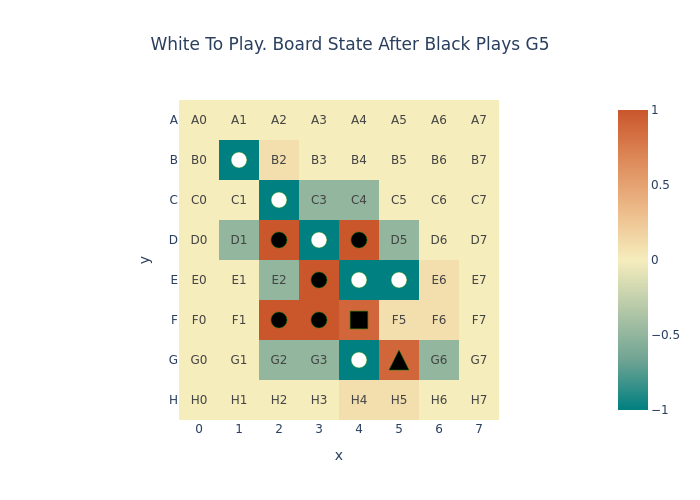 White To Play. Board State After Black Plays G5
A A0 A1 A2 A3 A4 A5 A6 A7
B B0 B2 B3 B4 B5 B6 B7
C C0 C1 C3 C4 C5 C6 C7
D D0 D1 D5 D6 D7
E E0 E1 E2 E6 E7
F F0 F1 F5 F6 F7
G G0 G1 G2 G3 G6 G7
H H0 H1 H2 H3 H4 H5 H6 H7
0 1 2 3 4 5 6 7
x
y
1
0.5
0
−0.5
−1